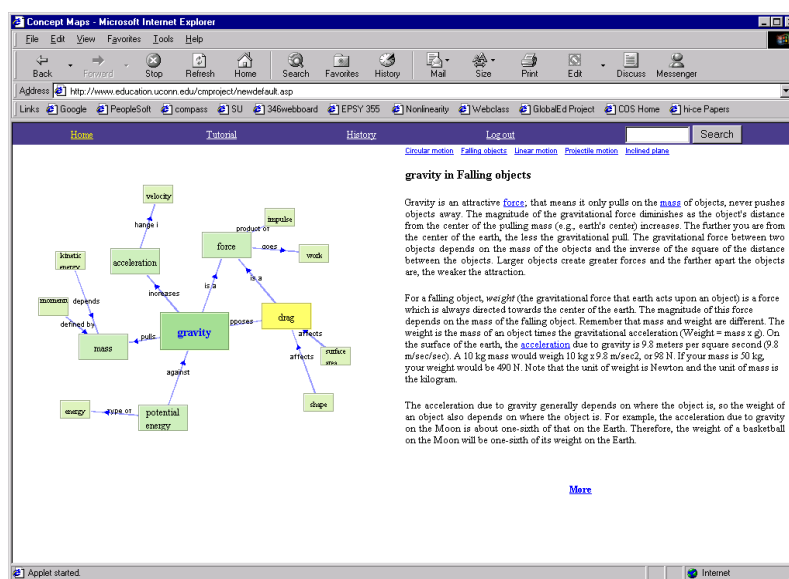 Concept Maps - Microsoft Internet Explorer
File Edit View Favorites Tools Help
Back Forward Stop Refresh Home Search Favorites History Mail Size Print Edit Discuss Messenger
Address http://www.education.uconn.edu/cmproject/newdefault.asp
Links Google PeopleSoft compass SU 346webboard EPSY 355 Nonlinearity Webclass GlobalEd Project COS Home hi-ce Papers
Home Tutorial History Logout Search
Circular motion Falling objects Linear motion Projectile motion Inclined plane
velocity
hange i
acceleration
increases
kinetic
energy
depends
momentu
defined by
mass
pulls
gravity
is a
force
product of
impulse
goes
work
is a
drag
pposes
affects
surface
area
affects
shape
against
potential
energy
type of
energy
gravity in Falling objects
Gravity is an attractive force; that means it only pulls on the mass of objects, never pushes
objects away. The magnitude of the gravitational force diminishes as the object's distance
from the center of the pulling mass (e.g., earth's center) increases. The further you are from
the center of the earth, the less the gravitational pull. The gravitational force between two
objects depends on the mass of the objects and the inverse of the square of the distance
between the objects. Larger objects create greater forces and the farther apart the objects
are, the weaker the attraction.
For a falling object, weight (the gravitational force that earth acts upon an object) is a force
which is always directed towards the center of the earth. The magnitude of this force
depends on the mass of the falling object. Remember that mass and weight are different. The
weight is the mass of an object times the gravitational acceleration (Weight = mass x g). On
the surface of the earth, the acceleration due to gravity is 9.8 meters per square second (9.8
m/sec/sec). A 10 kg mass would weigh 10 kg x 9.8 m/sec2, or 98 N. If your mass is 50 kg,
your weight would be 490 N. Note that the unit of weight is Newton and the unit of mass is
the kilogram.
The acceleration due to gravity generally depends on where the object is, so the weight of
an object also depends on where the object is. For example, the acceleration due to gravity
on the Moon is about one-sixth of that on the Earth. Therefore, the weight of a basketball
on the Moon will be one-sixth of its weight on the Earth.
More
Applet started.
Internet